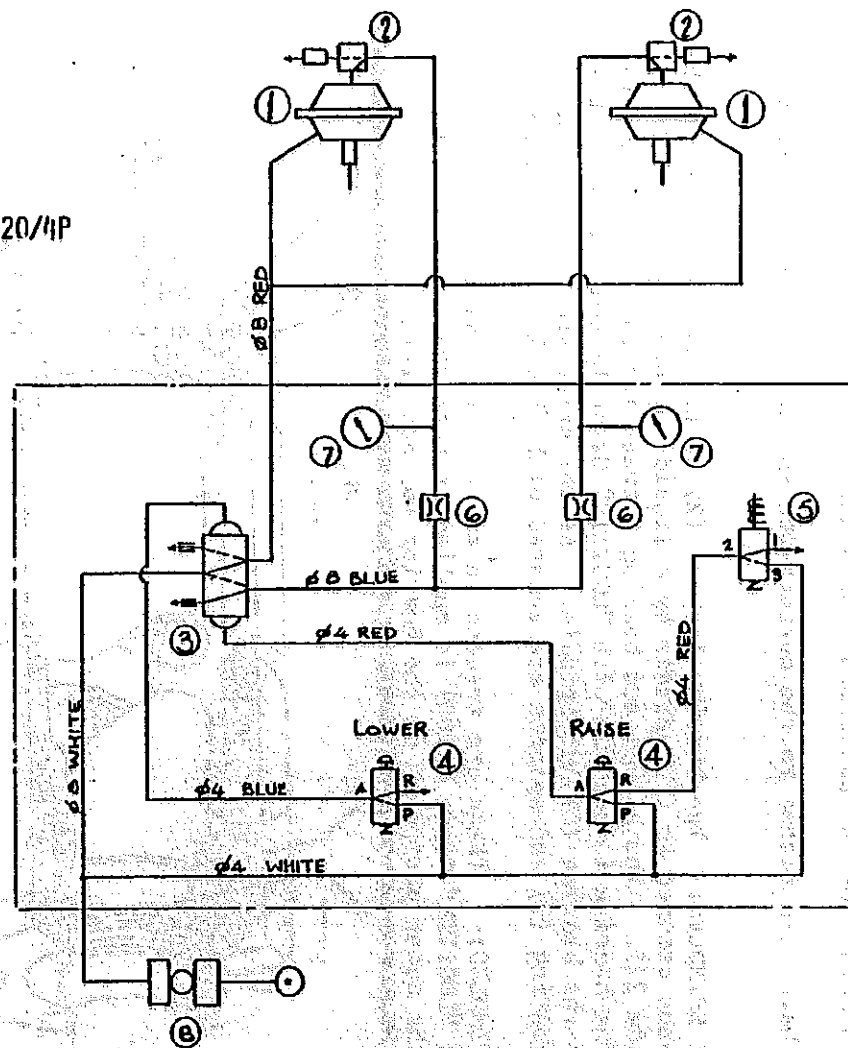 2
2
1
1
20/4P
ø8 RED
7
7
6
6
5
2
1
3
ø8 BLUE
3
ø4 RED
ø4 RED
ø8 WHITE
LOWER
RAISE
4
4
ø4 BLUE
A
R
P
A
R
P
ø4 WHITE
8